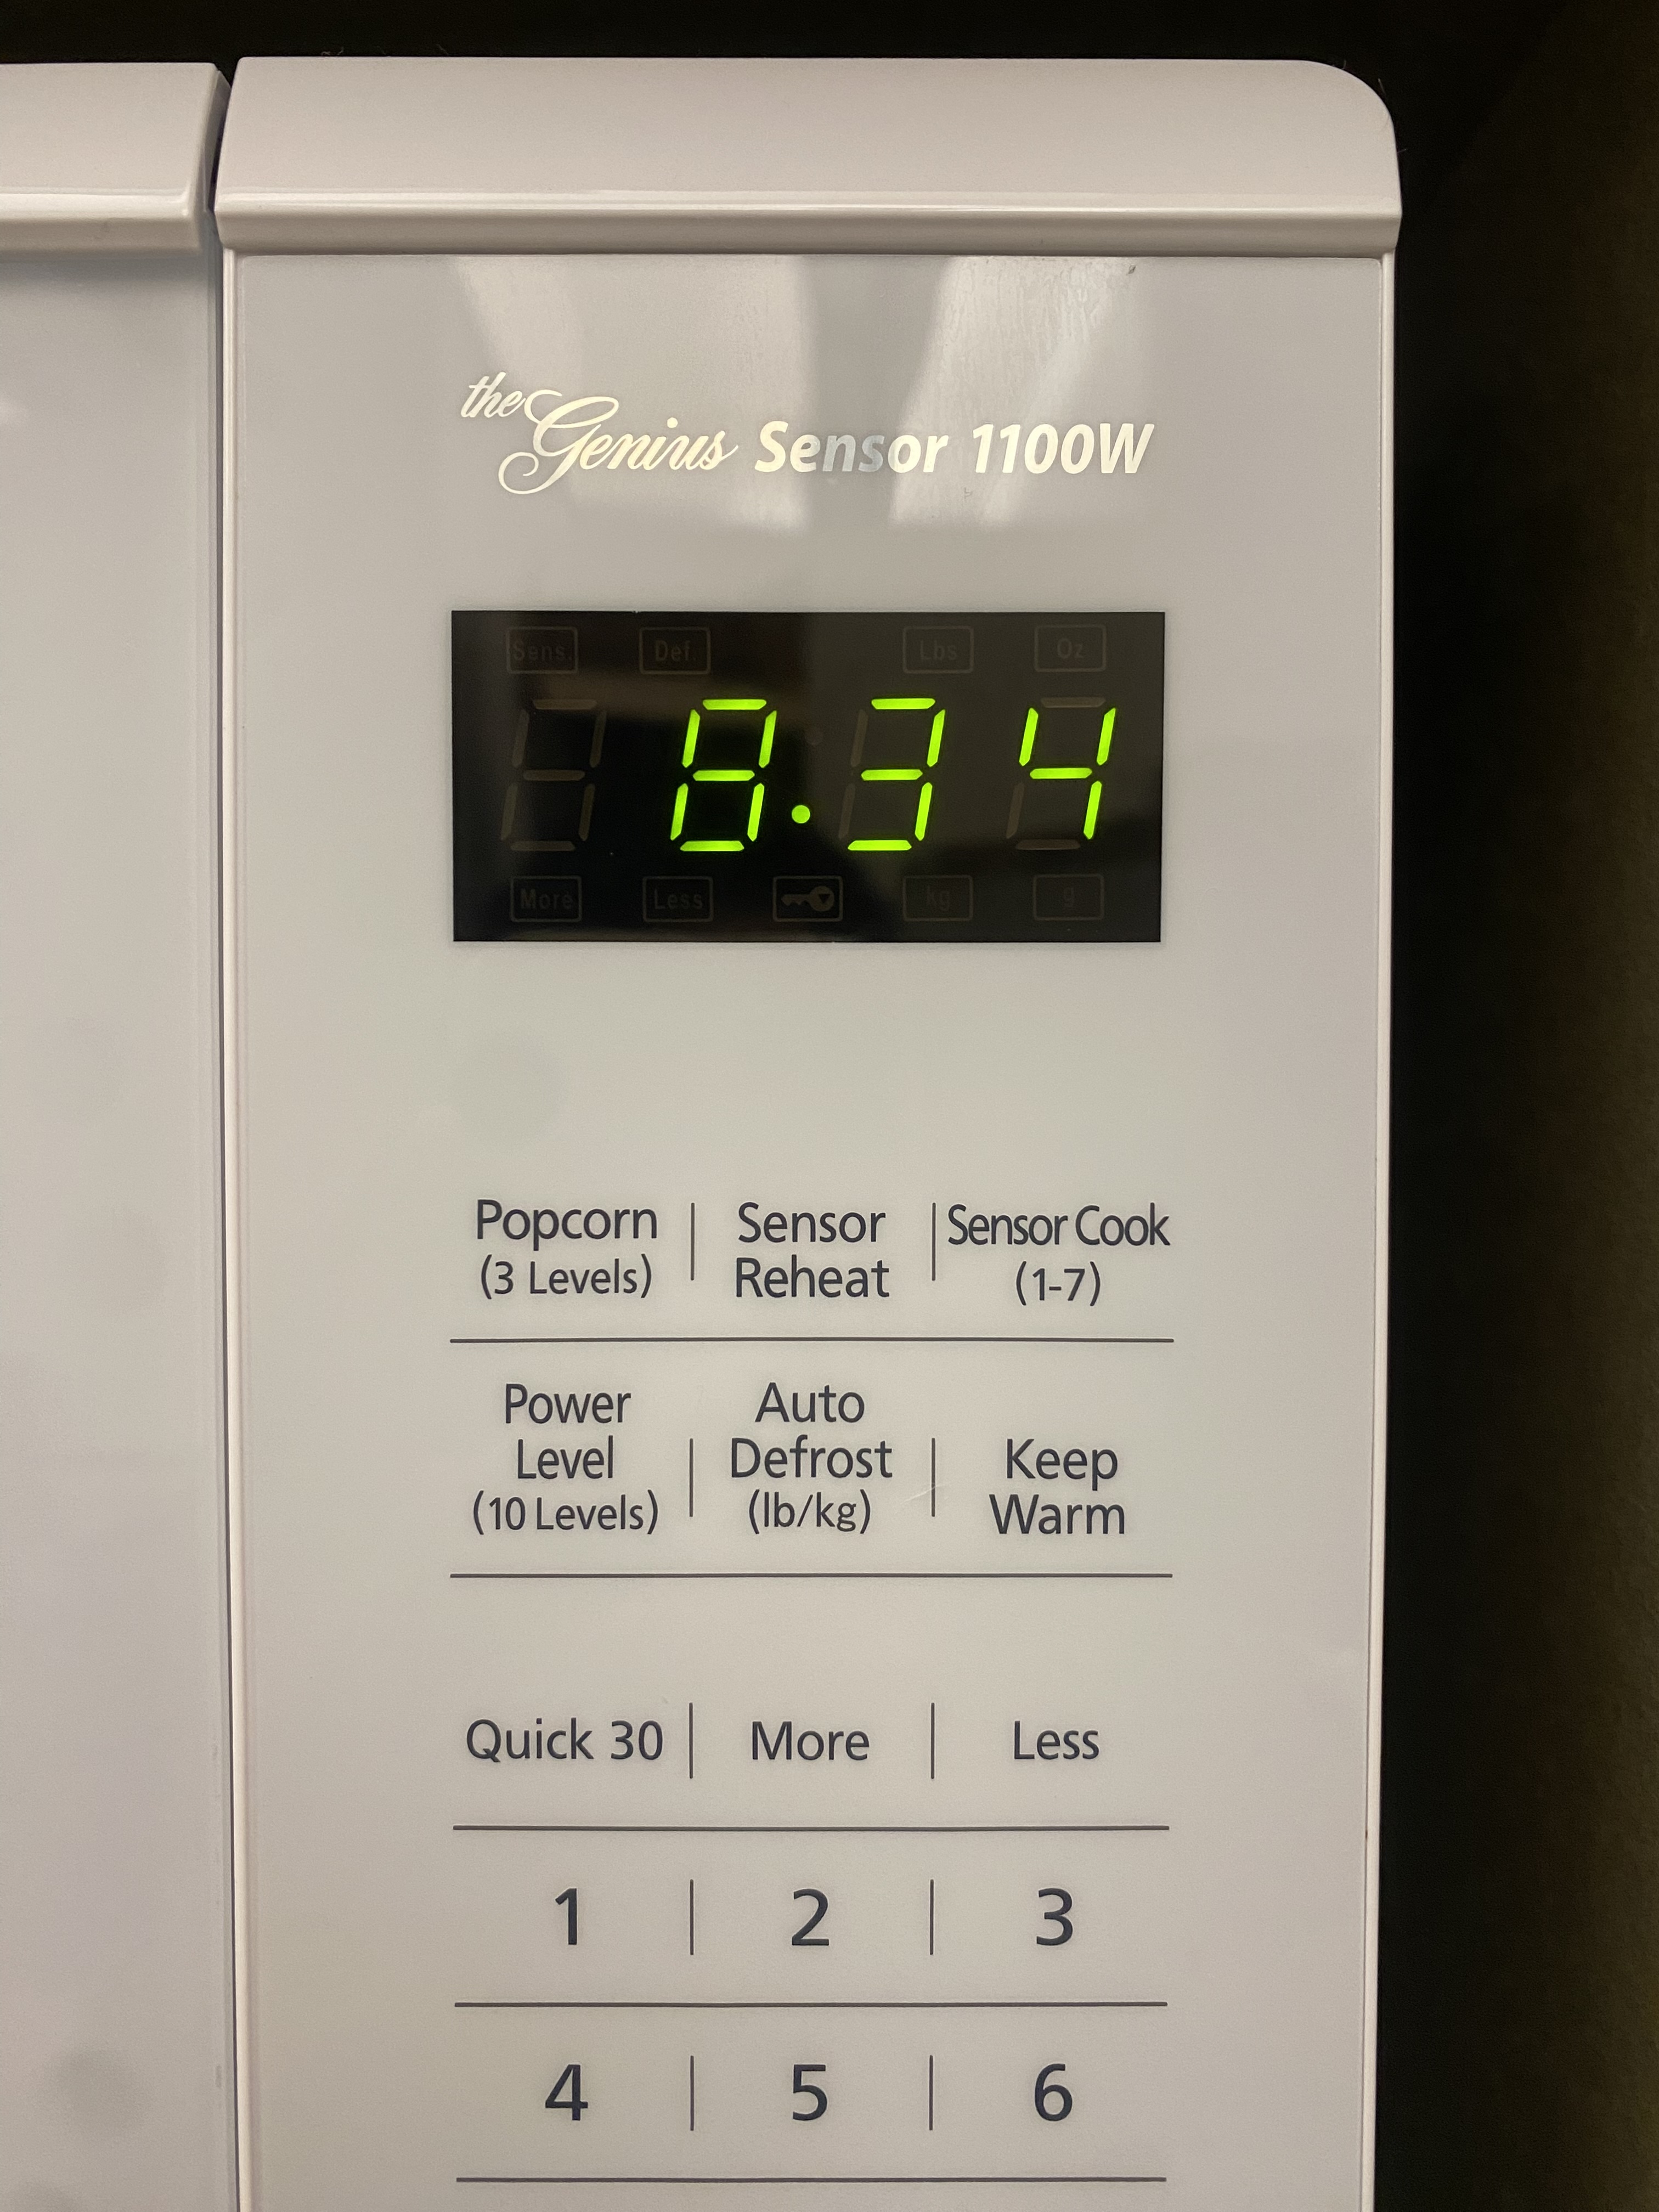 the Genius Sensor 1100W
Sens. Def. Lbs Oz
8.34
More Less kg g
Popcorn Sensor Sensor Cook
(3 Levels) Reheat (1-7)
Power Auto
Level Defrost Keep
(10 Levels) (lb/kg) Warm
Quick 30 More Less
1 2 3
4 5 6